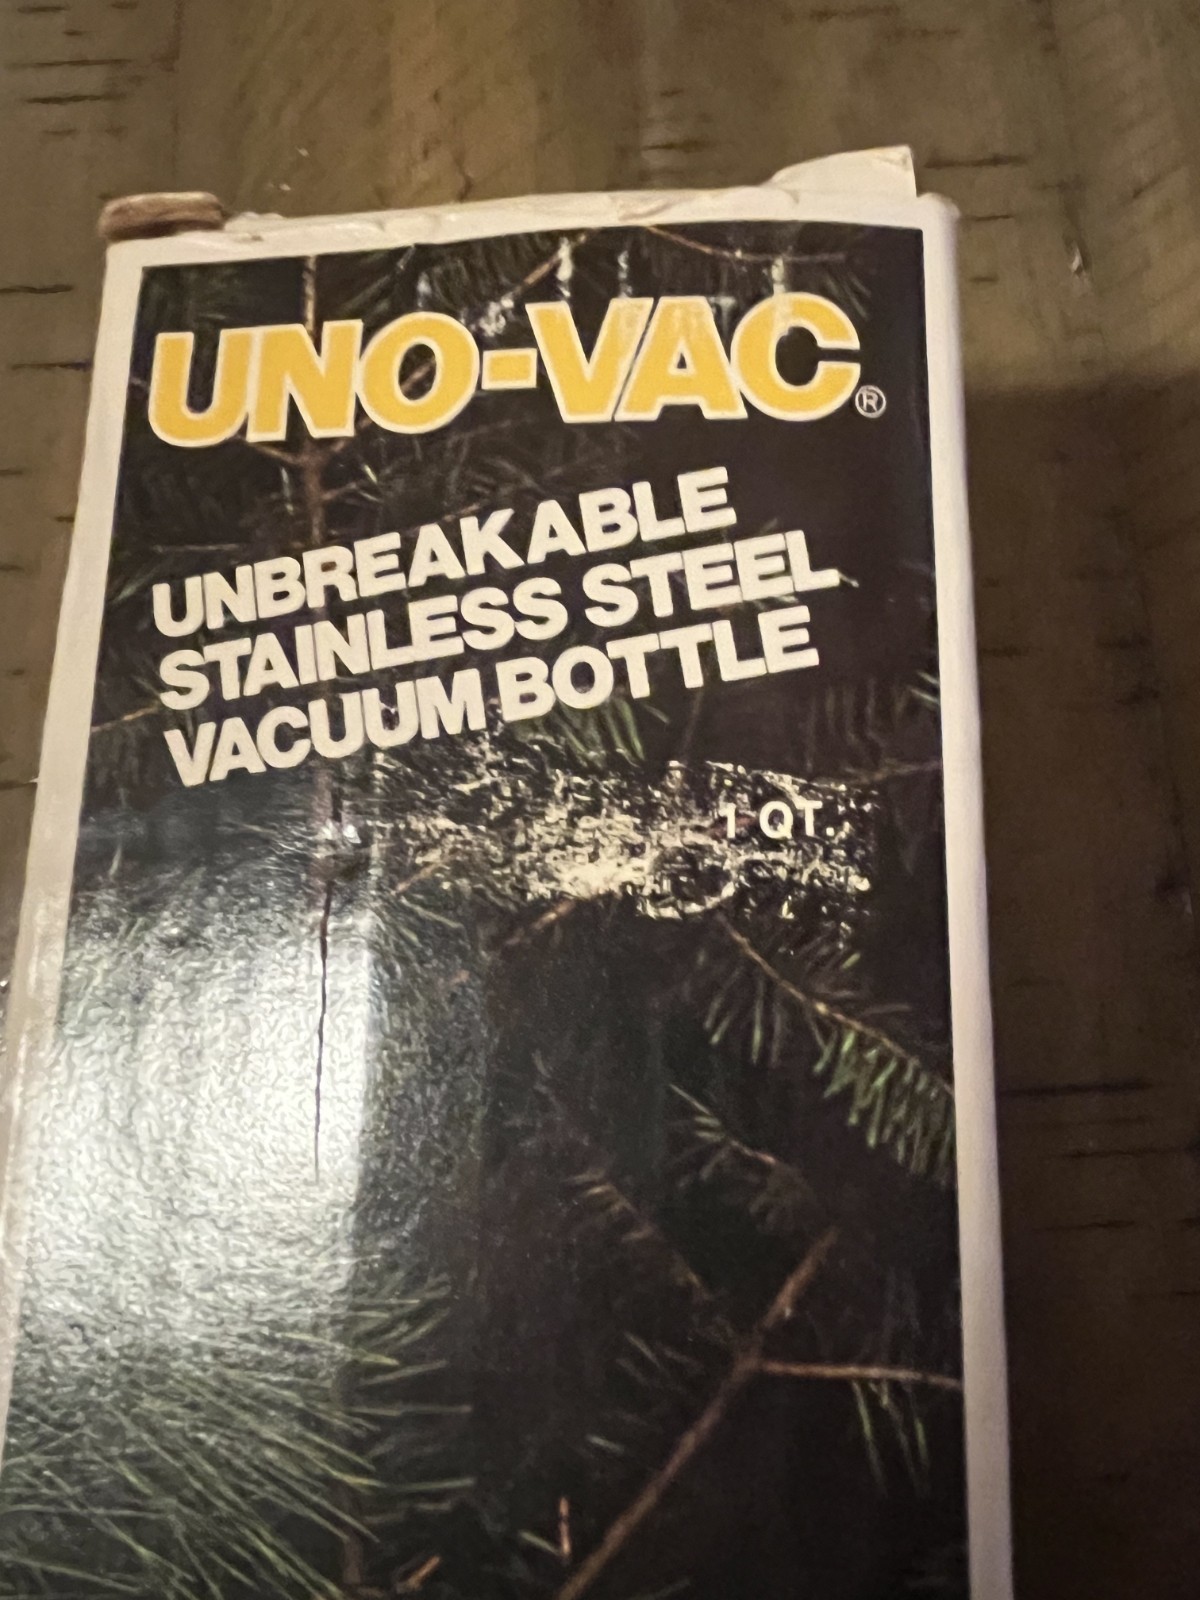 UNO-VAC®
UNBREAKABLE
STAINLESS STEEL
VACUUM BOTTLE
1 QT.